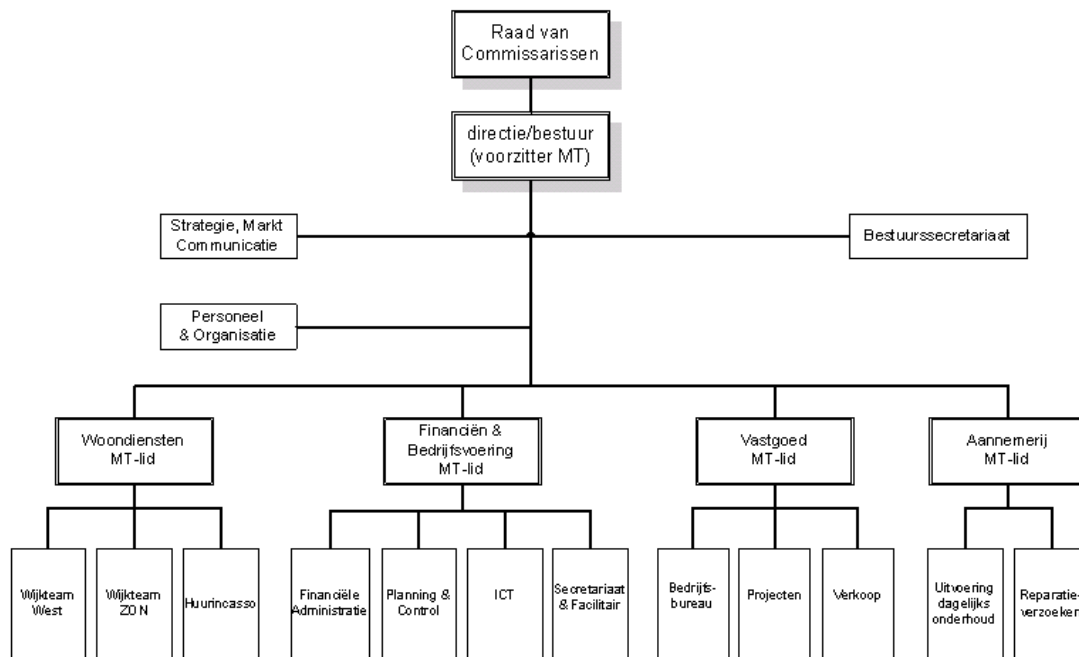 Raad van
Commissarissen
directie/bestuur
(voorzitter MT)
Strategie, Markt
Communicatie
Bestuurssecretariaat
Personeel
& Organisatie
Woondiensten
MT-lid
Financiën &
Bedrijfsvoering
MT-lid
Vastgoed
MT-lid
Aannemerij
MT-lid
Wijkteam
West
Wijkteam
ZON
Huurincasso
Financiële
Administratie
Planning &
Control
ICT
Secretariaat
& Facilitair
Bedrijfs-
bureau
Projecten
Verkoop
Uitvoering
dagelijks
onderhoud
Reparatie-
verzoeken